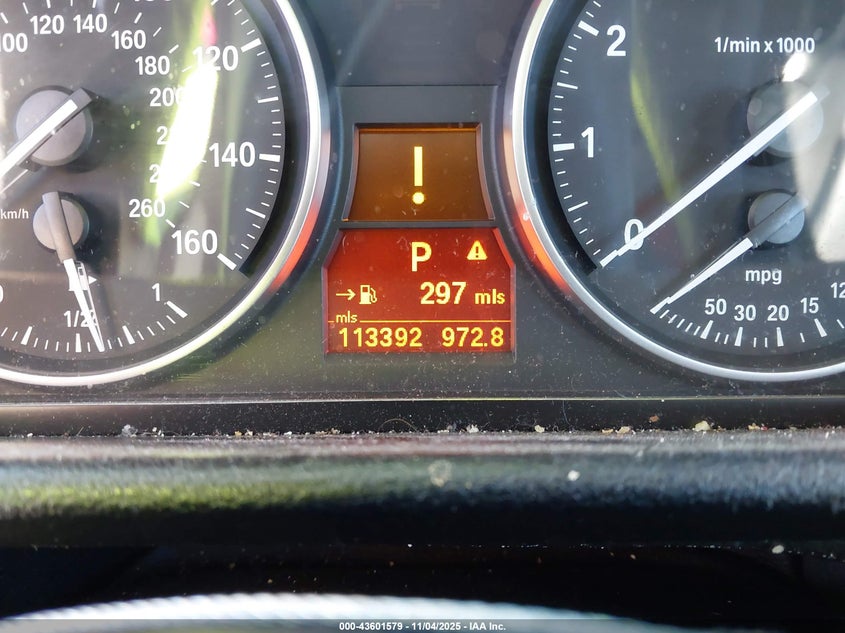 120 140
100 160
180
120
200
140
260
km/h
160
0 1/2 1
!
P
297 mls
mls
113392 972.8
2
1/min x 1000
1
0
mpg
50 30 20 15 12
000-43601579 - 11/04/2025 - IAA Inc.